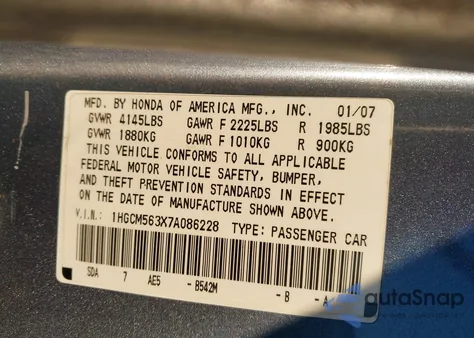 MFD. BY HONDA OF AMERICA MFG., INC. 01/07
GVWR 4145LBS GAWR F 2225LBS R 1985LBS
GVWR 1880KG GAWR F 1010KG R 900KG
THIS VEHICLE CONFORMS TO ALL APPLICABLE
FEDERAL MOTOR VEHICLE SAFETY, BUMPER,
AND THEFT PREVENTION STANDARDS IN EFFECT
ON THE DATE OF MANUFACTURE SHOWN ABOVE.
V.I.N.: 1HGCM563X7A086228 TYPE: PASSENGER CAR
SDA 7 AE5 - B542M - B - A
autaSnap